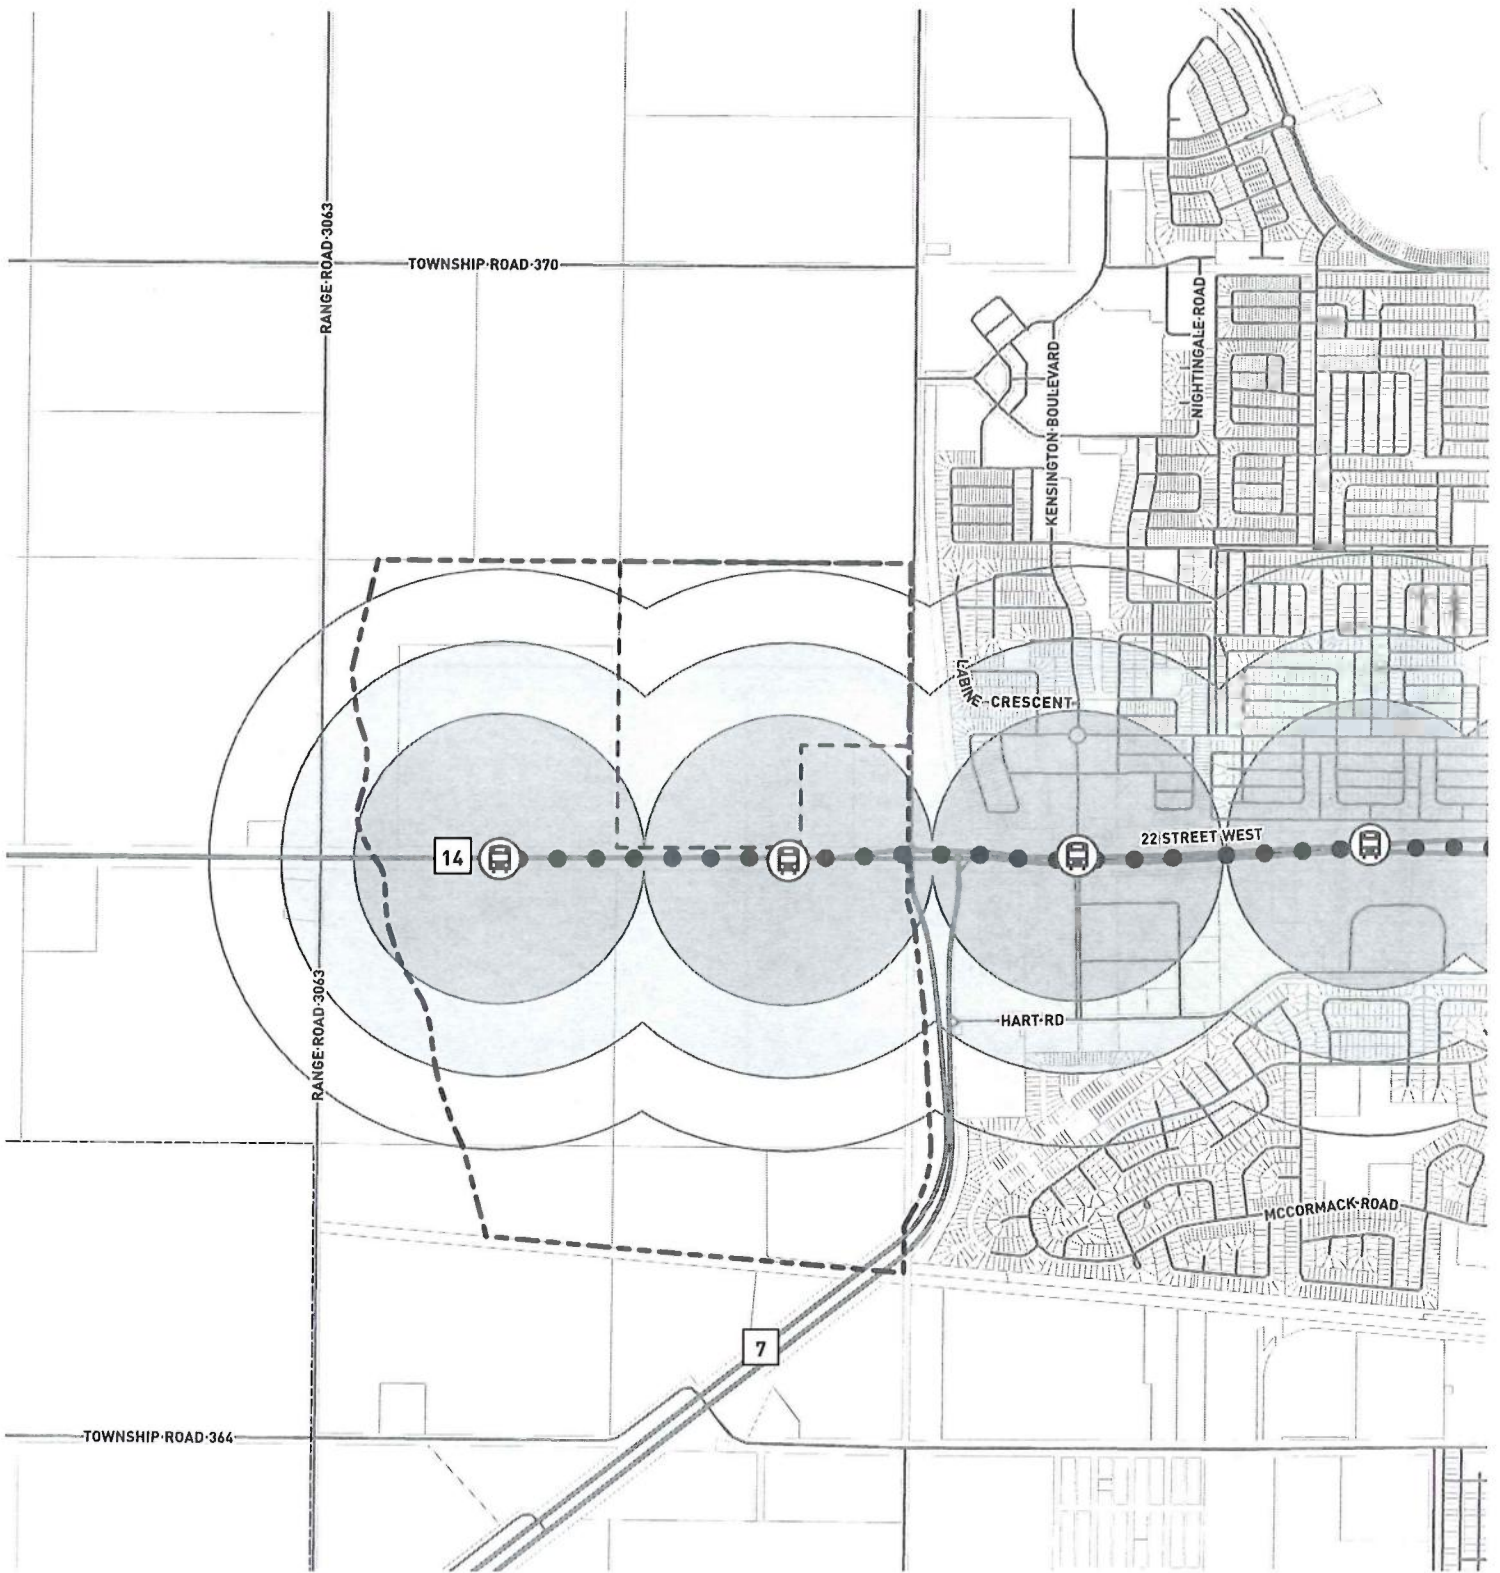 RANGE-ROAD-3063
TOWNSHIP-ROAD-370
NIGHTINGALE-ROAD
KENSINGTON-BOULEVARD
LABINE-CRESCENT
14
22 STREET WEST
RANGE-ROAD-3063
HART-RD
MCCORMACK-ROAD
7
TOWNSHIP-ROAD-364